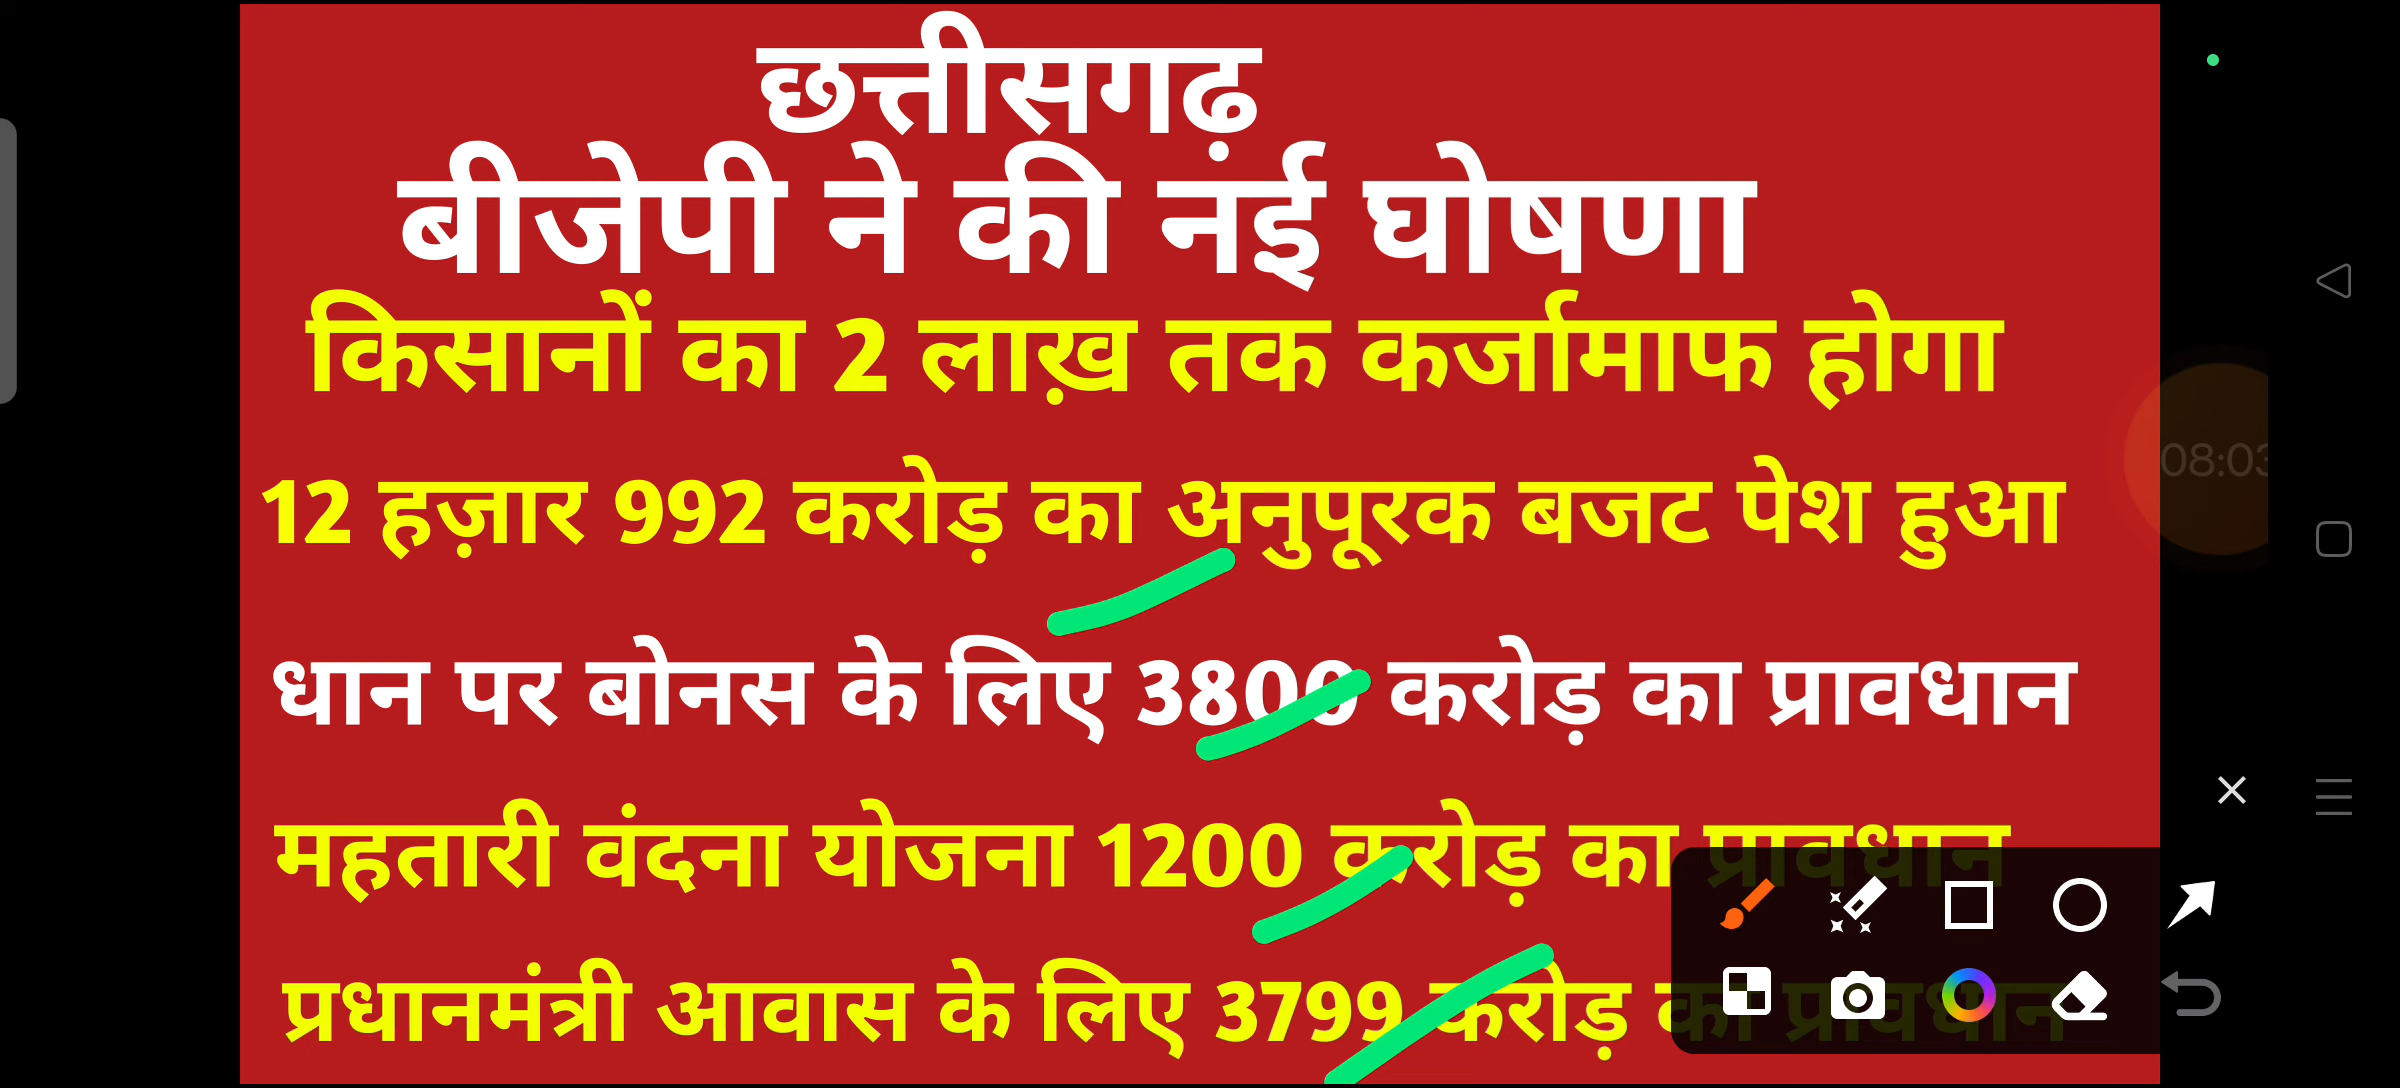 छत्तीसगढ़
बीजेपी ने की नई घोषणा
किसानों का 2 लाख़ तक कर्जामाफ होगा
12 हज़ार 992 करोड़ का अनुपूरक बजट पेश हुआ
धान पर बोनस के लिए 3800 करोड़ का प्रावधान
महतारी वंदना योजना 1200 करोड़ का प्रावधान
प्रधानमंत्री आवास के लिए 3799 करोड़ का प्रावधान
08:03